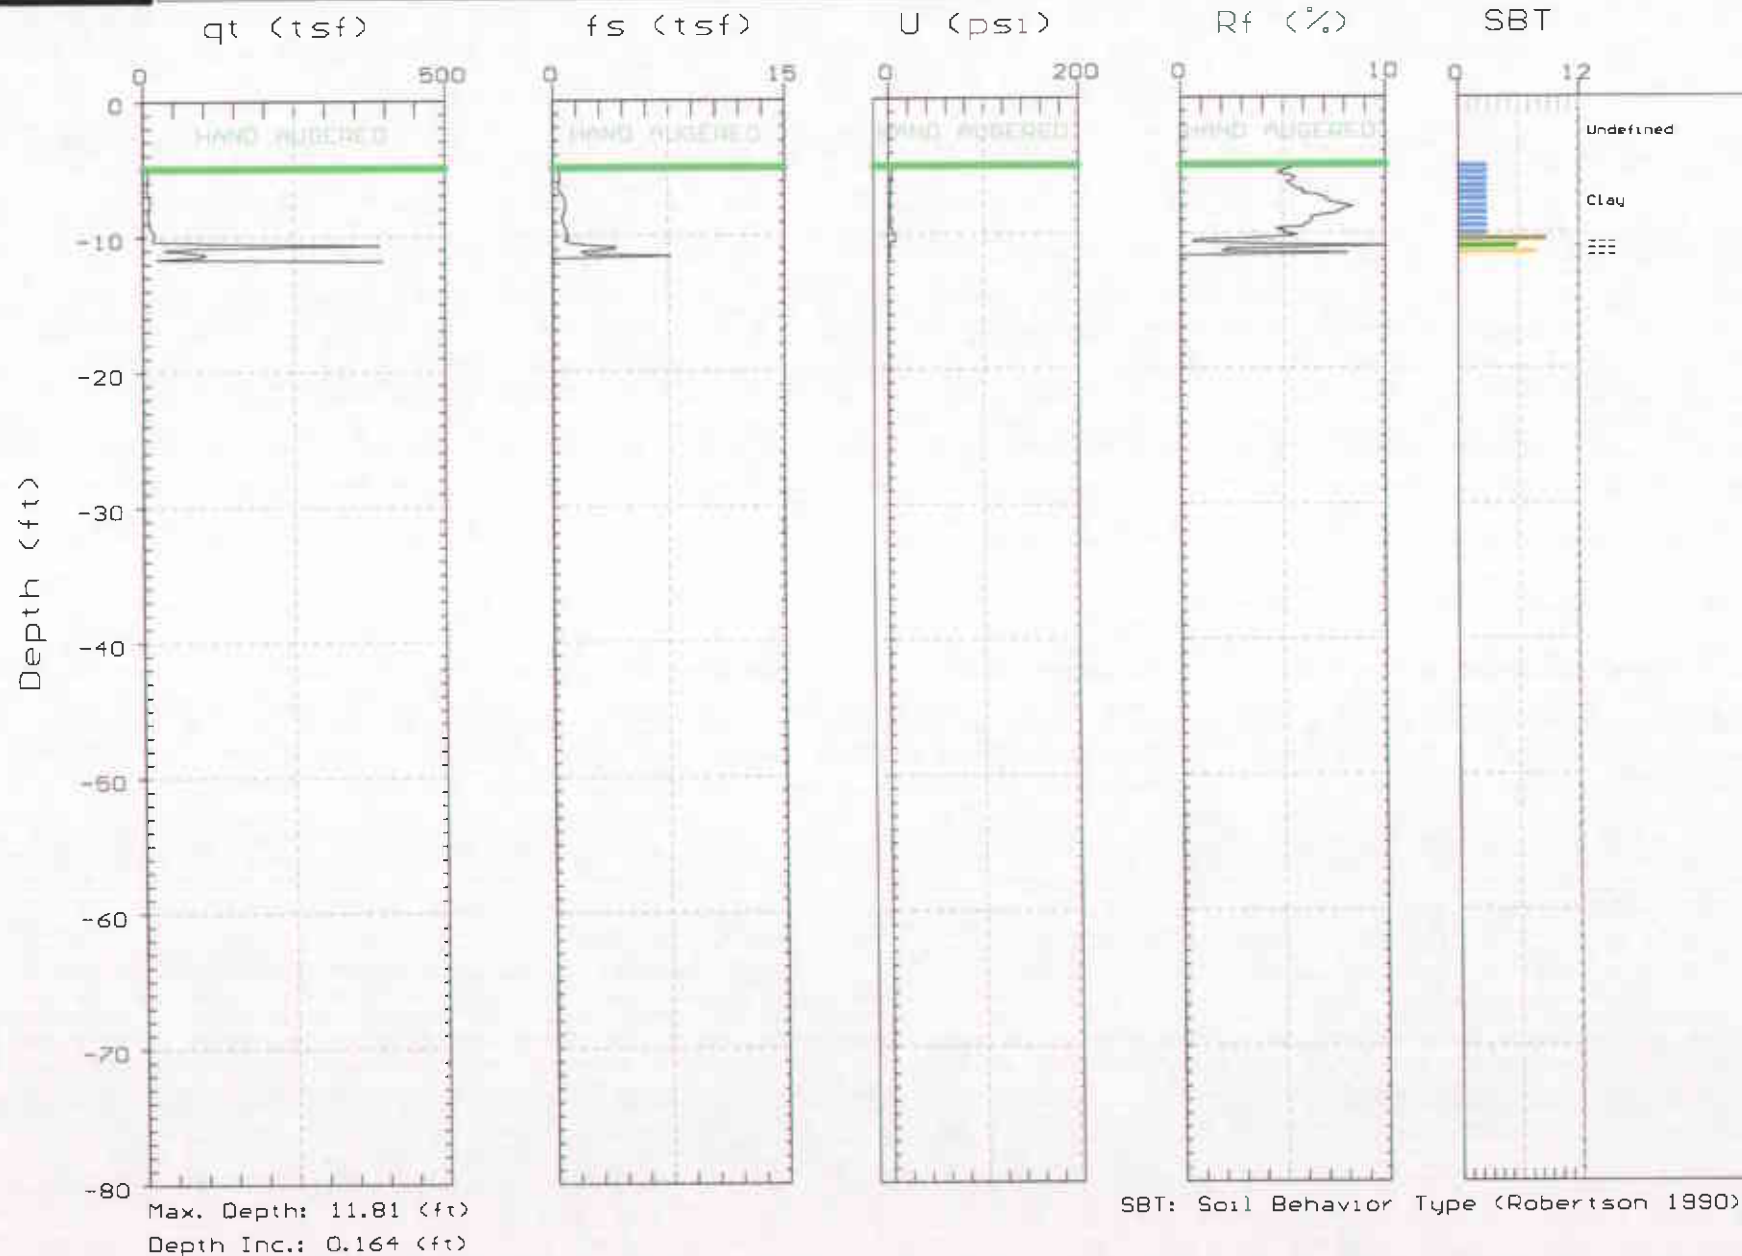 qt (tsf)
fs (tsf)
U (psi)
Rf (%)
SBT
0 500
0 15
0 200
0 10
0 12
0
-10
-20
-30
-40
-50
-60
-70
-80
Depth (ft)
HAND AUGERED
HAND AUGERED
HAND AUGERED
HAND AUGERED
Undefined
Clay
Max. Depth: 11.81 (ft)
Depth Inc.: 0.164 (ft)
SBT: Soil Behavior Type (Robertson 1990)